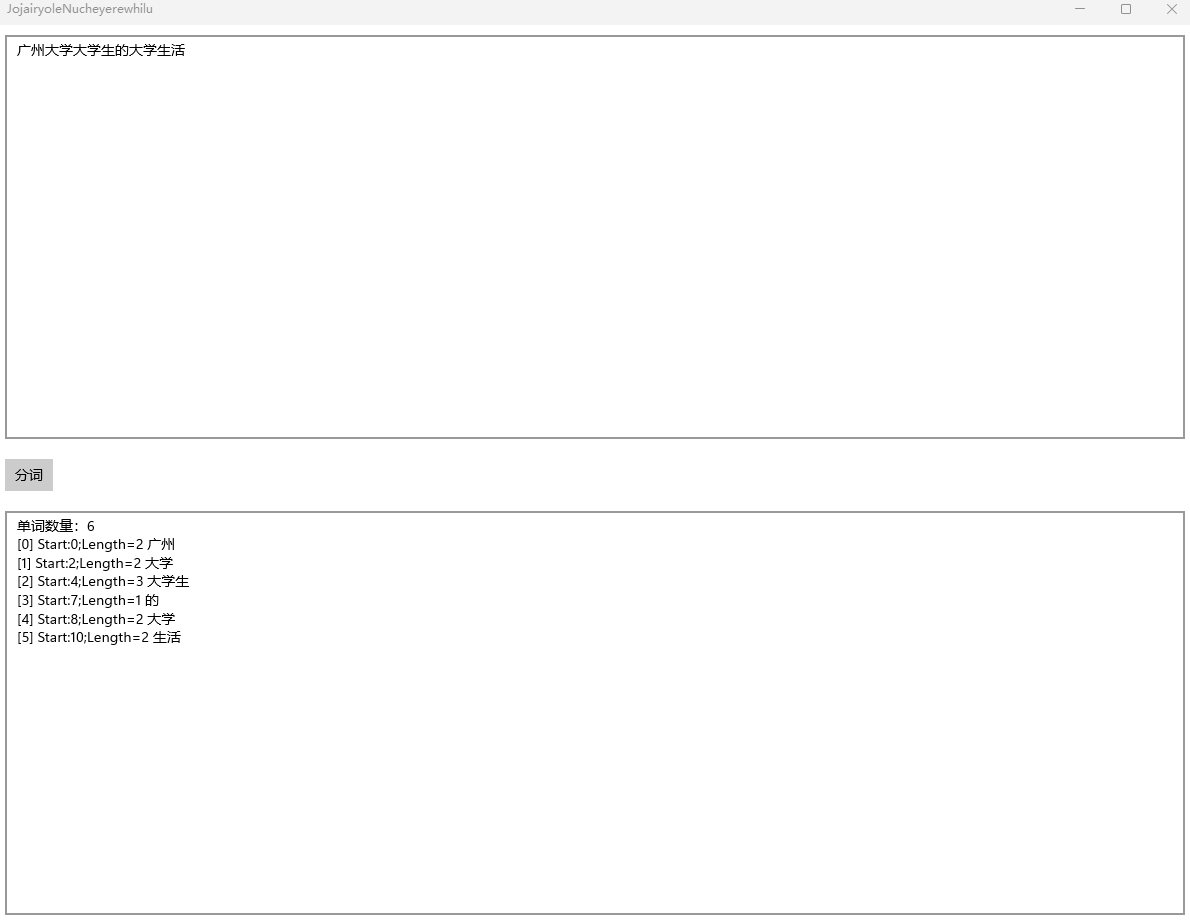 JojairyoleNucheyerewhilu
广州大学大学生的大学生活
分词
单词数量：6
[0] Start:0;Length=2 广州
[1] Start:2;Length=2 大学
[2] Start:4;Length=3 大学生
[3] Start:7;Length=1 的
[4] Start:8;Length=2 大学
[5] Start:10;Length=2 生活